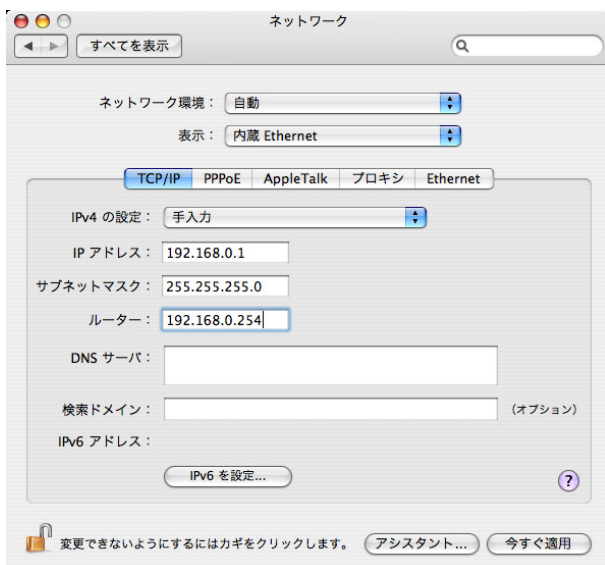 ネットワーク
すべてを表示
ネットワーク環境： 自動
表示： 内蔵 Ethernet
TCP/IP PPPoE AppleTalk プロキシ Ethernet
IPv4 の設定： 手入力
IP アドレス： 192.168.0.1
サブネットマスク： 255.255.255.0
ルーター： 192.168.0.254
DNS サーバ：
検索ドメイン： (オプション)
IPv6 アドレス：
IPv6 を設定...
?
変更できないようにするにはカギをクリックします。 アシスタント... 今すぐ適用